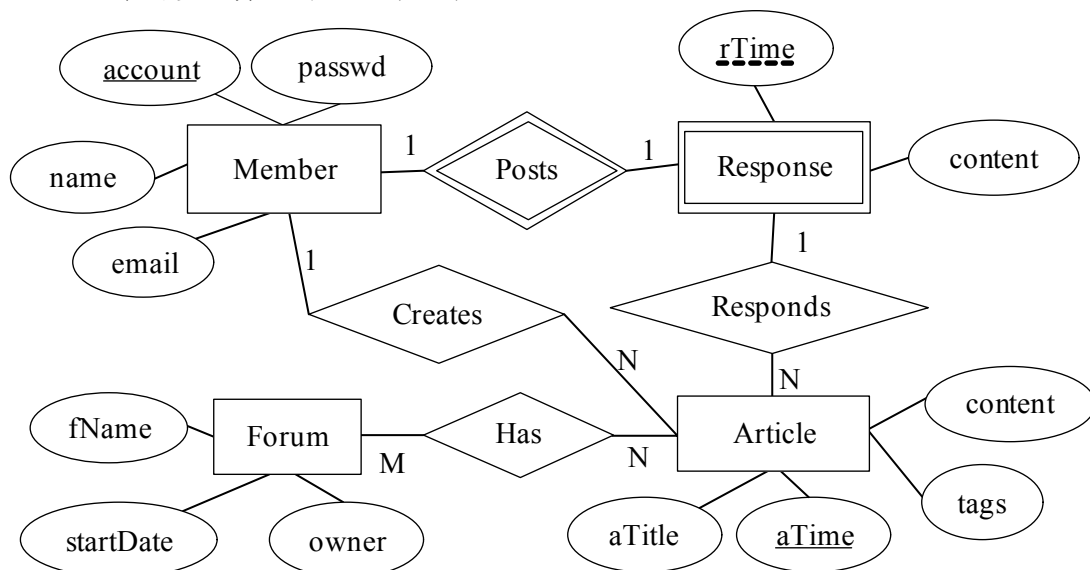 account
passwd
rTime
name
Member
1
Posts
1
Response
content
email
1
Creates
1
Responds
N
N
fName
Forum
M
Has
N
Article
content
startDate
owner
aTitle
aTime
tags